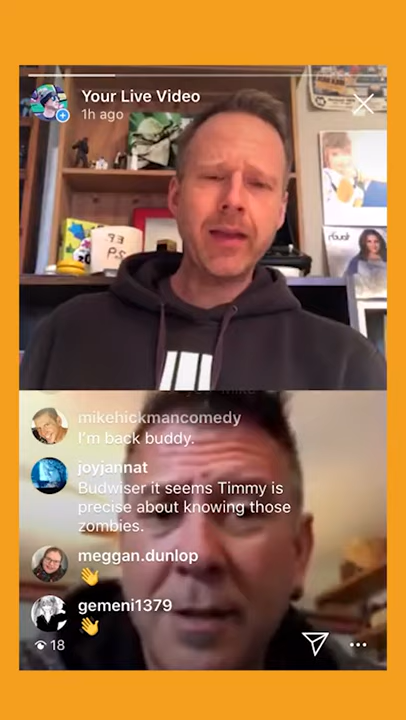 Your Live Video
1h ago
mikehickmancomedy
I'm back buddy.
joyjannat
Budwiser it seems Timmy is
precise about knowing those
zombies.
meggan.dunlop
gemeni1379
18